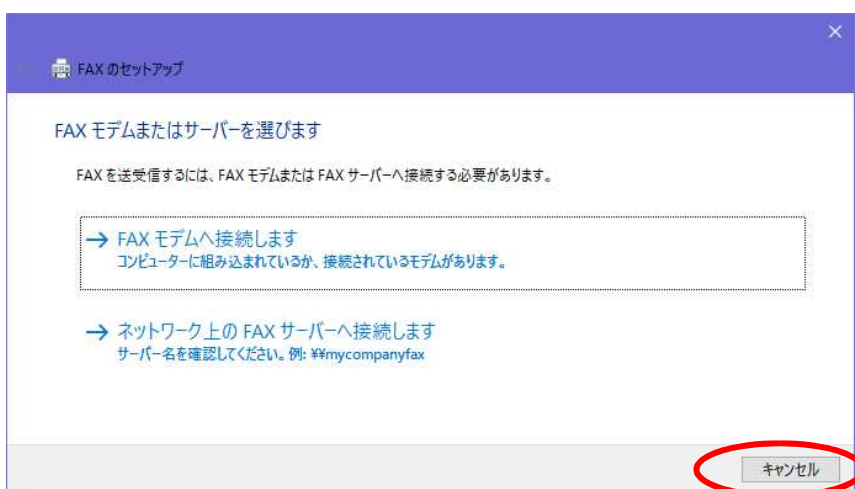 FAX のセットアップ
FAX モデムまたはサーバーを選びます
FAX を送受信するには、FAX モデムまたは FAX サーバーへ接続する必要があります。
→ FAX モデムへ接続します
コンピューターに組み込まれているか、接続されているモデムがあります。
→ ネットワーク上の FAX サーバーへ接続します
サーバー名を確認してください。例: ¥¥mycompanyfax
キャンセル